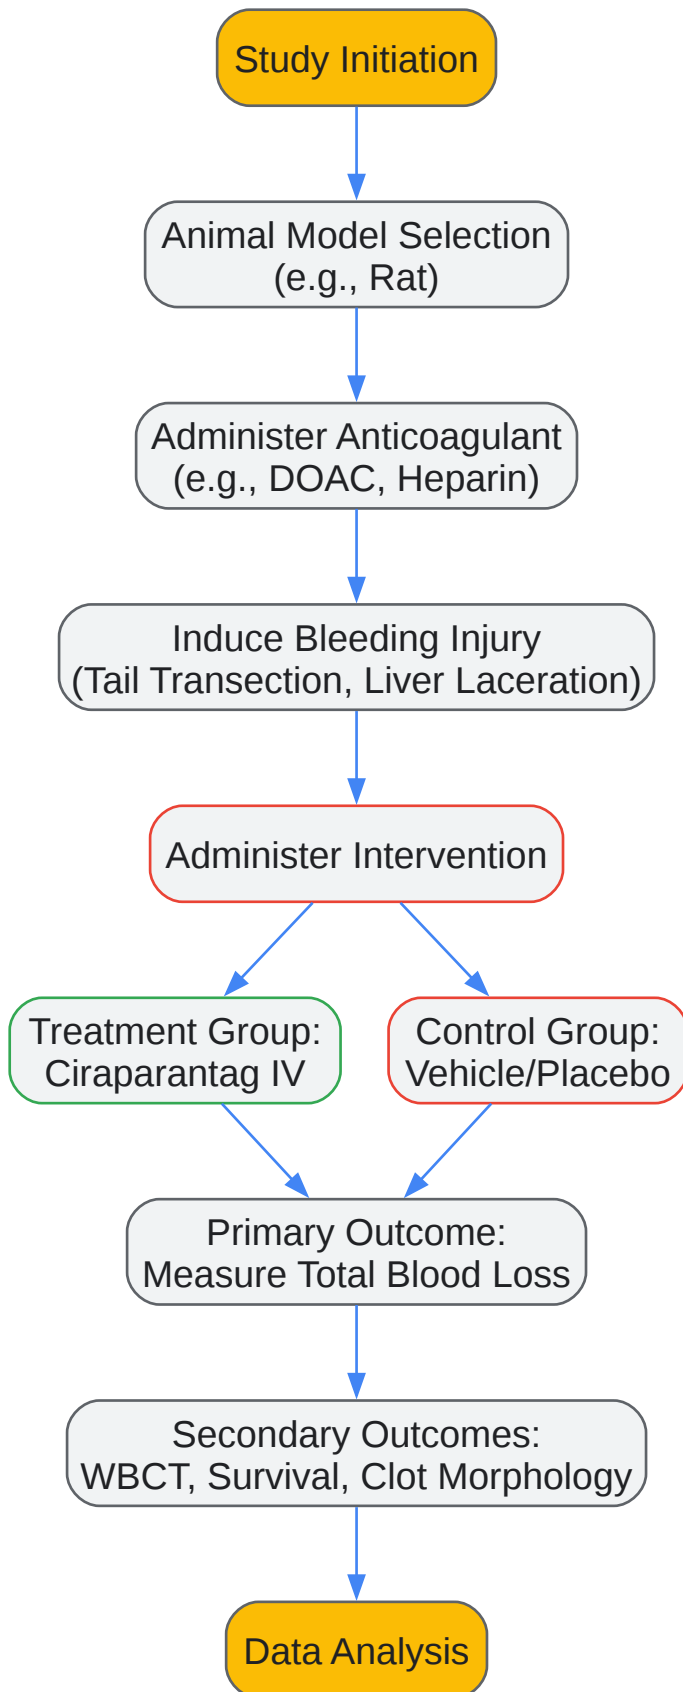 Study Initiation
Animal Model Selection
(e.g., Rat)
Administer Anticoagulant
(e.g., DOAC, Heparin)
Induce Bleeding Injury
(Tail Transection, Liver Laceration)
Administer Intervention
Treatment Group:
Ciraparantag IV
Control Group:
Vehicle/Placebo
Primary Outcome:
Measure Total Blood Loss
Secondary Outcomes:
WBCT, Survival, Clot Morphology
Data Analysis